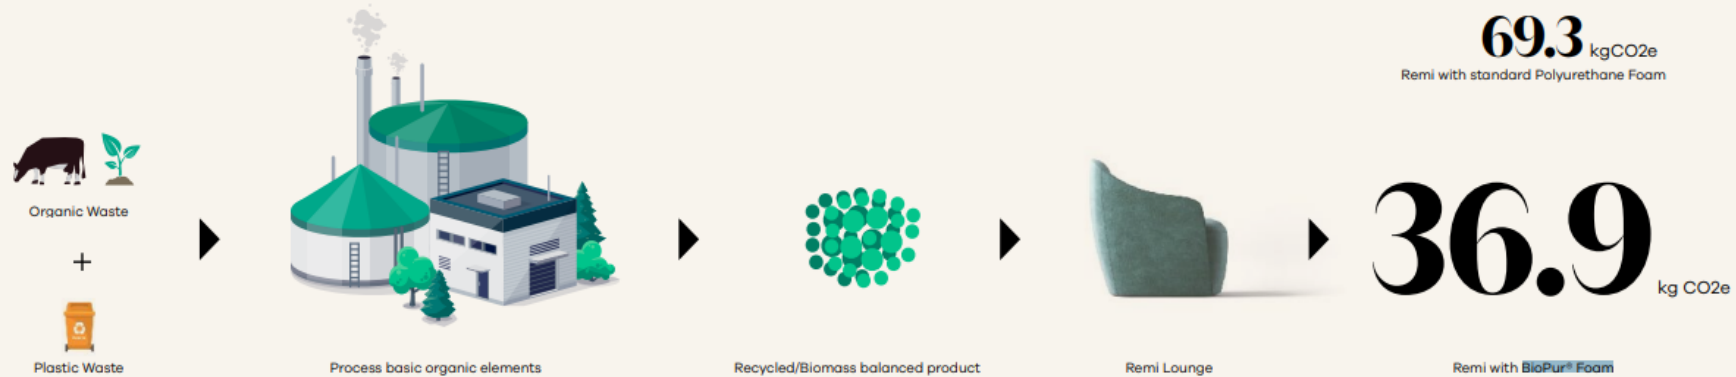 Organic Waste
+
Plastic Waste
Process basic organic elements
Recycled/Biomass balanced product
Remi Lounge
69.3 kgCO2e
Remi with standard Polyurethane Foam
36.9 kg CO2e
Remi with BioPur® Foam